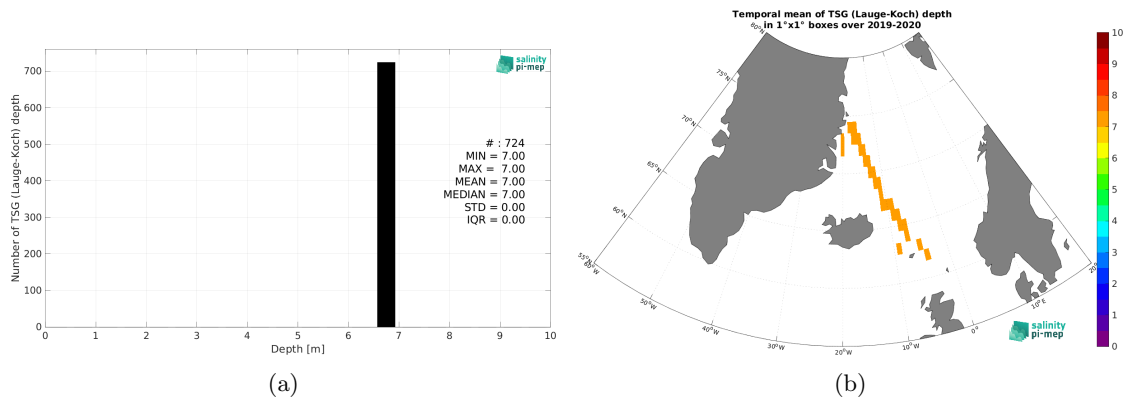 700
600
500
400
300
200
100
0
Number of TSG (Lauge-Koch) depth
salinity
pi-mep
# : 724
MIN = 7.00
MAX = 7.00
MEAN = 7.00
MEDIAN = 7.00
STD = 0.00
IQR = 0.00
0 1 2 3 4 5 6 7 8 9 10
Depth [m]
(a)
Temporal mean of TSG (Lauge-Koch) depth
in 1°x1° boxes over 2019-2020
80°N
75°N
70°N
65°N
60°N
55°N
60°W
50°W
40°W
30°W
20°W
10°W
0°
10°E
salinity
pi-mep
10
9
8
7
6
5
4
3
2
1
0
(b)